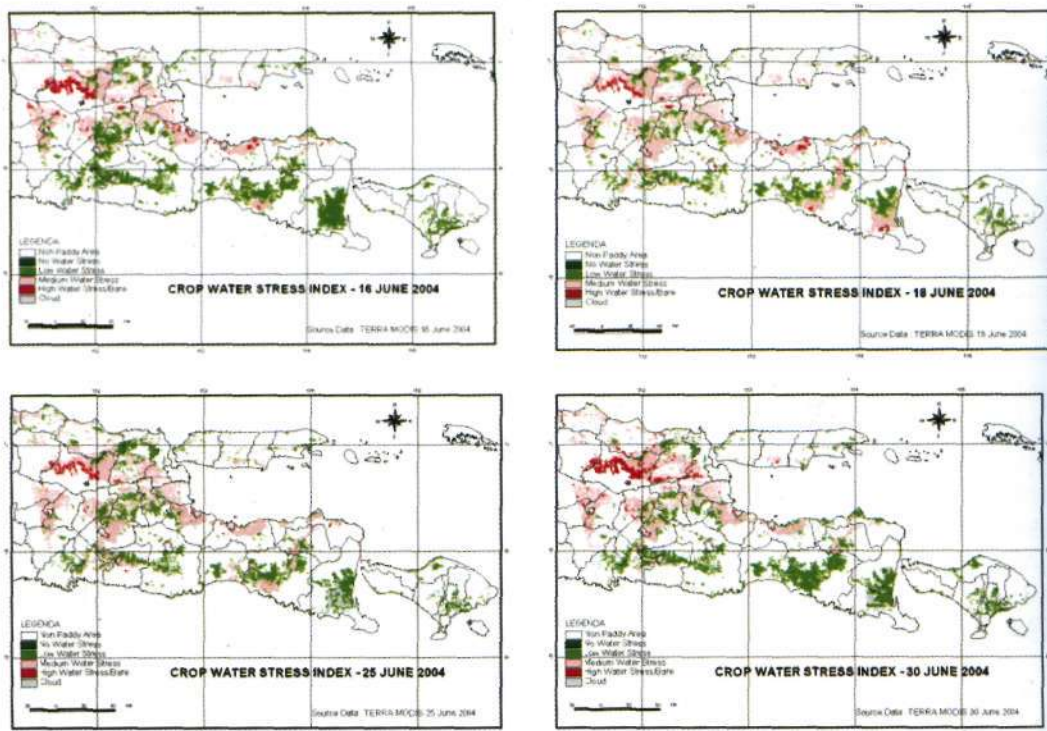 LEGENDA
Non Paddy Area
No Water Stress
Low Water Stress
Medium Water Stress
High Water Stress/Bare
Cloud
CROP WATER STRESS INDEX - 16 JUNE 2004
Source Data : TERRA MODIS 16 June 2004
LEGENDA
Non Paddy Area
No Water Stress
Low Water Stress
Medium Water Stress
High Water Stress/Bare
Cloud
CROP WATER STRESS INDEX - 18 JUNE 2004
Source Data : TERRA MODIS 18 June 2004
LEGENDA
Non Paddy Area
No Water Stress
Low Water Stress
Medium Water Stress
High Water Stress/Bare
Cloud
CROP WATER STRESS INDEX - 25 JUNE 2004
Source Data : TERRA MODIS 25 June 2004
LEGENDA
Non Paddy Area
No Water Stress
Low Water Stress
Medium Water Stress
High Water Stress/Bare
Cloud
CROP WATER STRESS INDEX - 30 JUNE 2004
Source Data : TERRA MODIS 30 June 2004